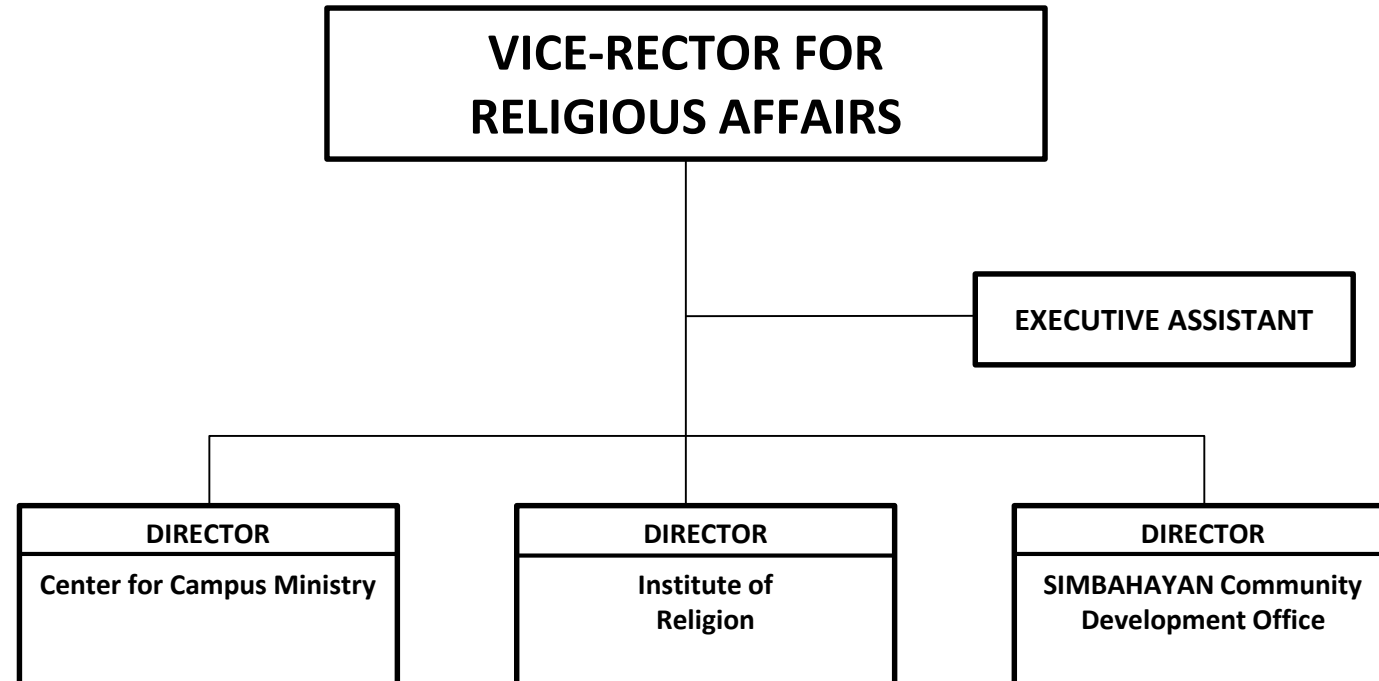 VICE-RECTOR FOR
RELIGIOUS AFFAIRS
EXECUTIVE ASSISTANT
DIRECTOR
Center for Campus Ministry
DIRECTOR
Institute of
Religion
DIRECTOR
SIMBAHAYAN Community
Development Office